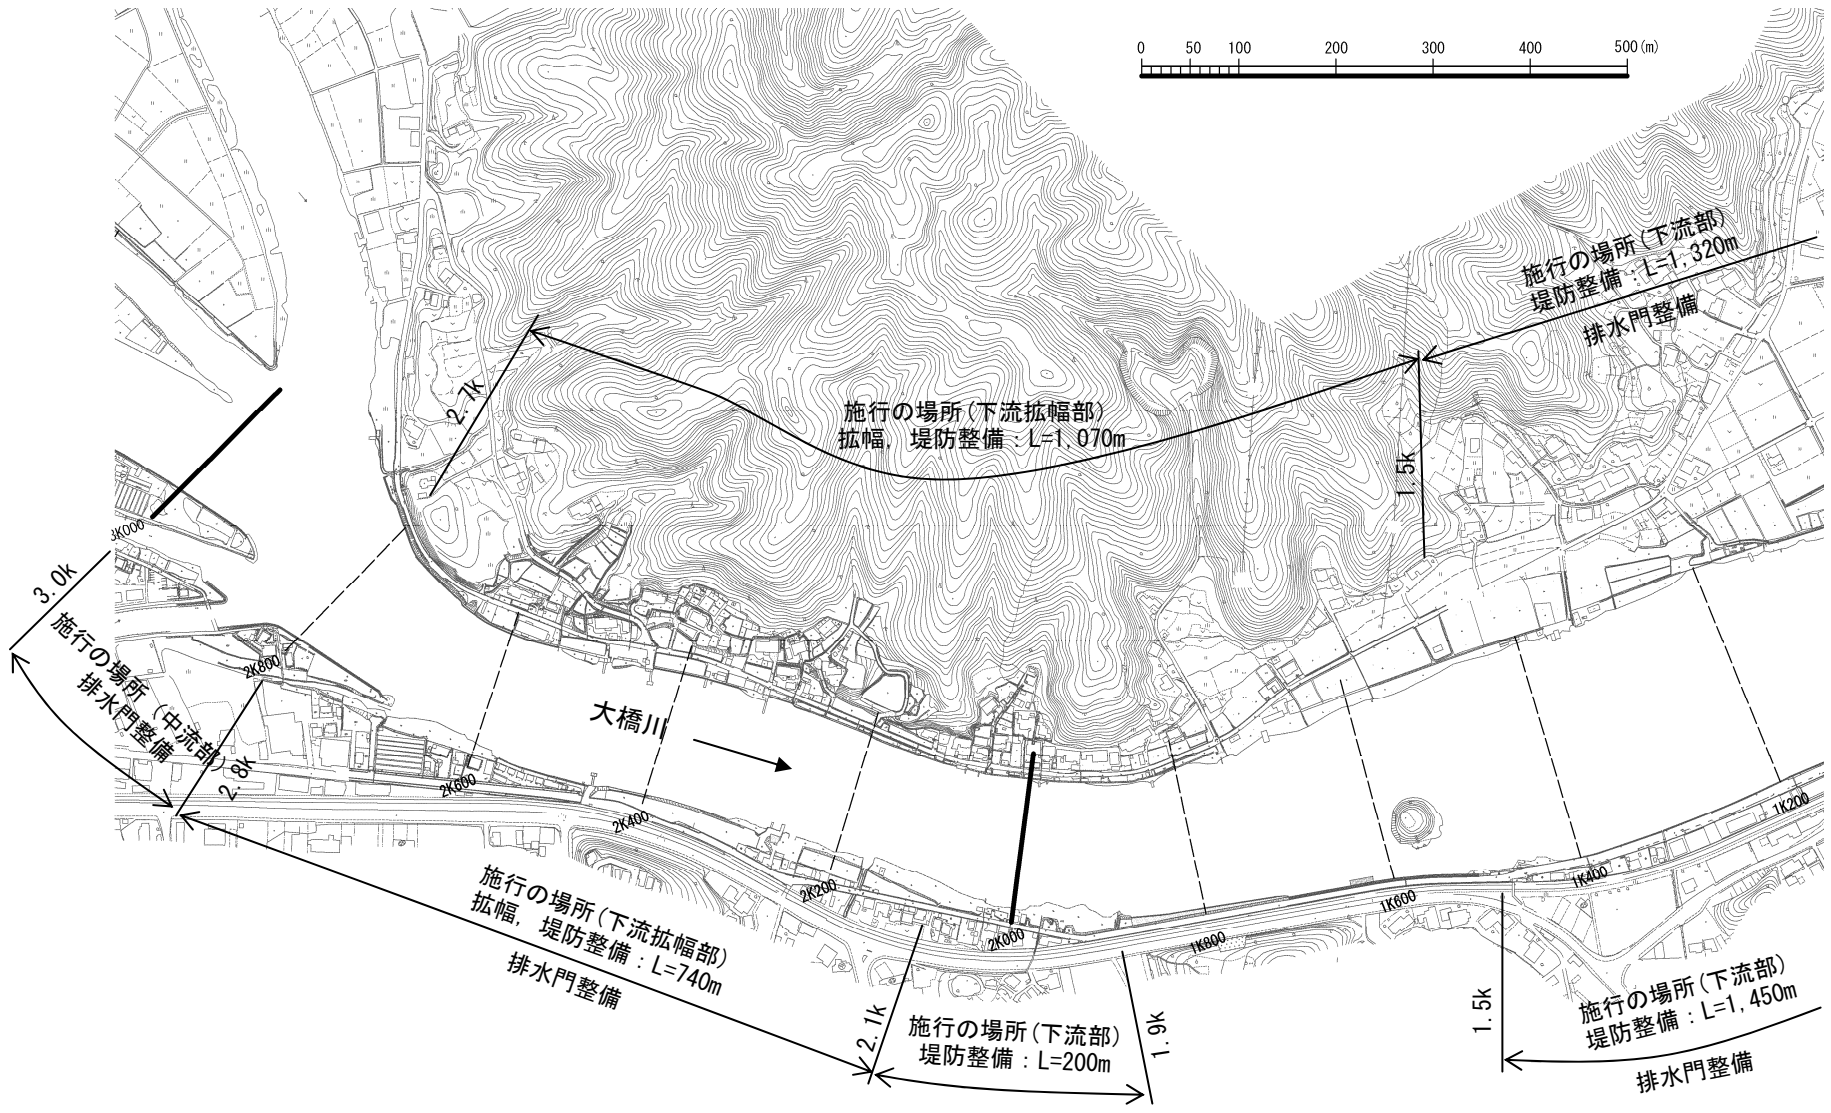 0 50 100 200 300 400 500(m)
施行の場所(下流部)
堤防整備:L=1,320m
排水門整備
2.7k
施行の場所(下流拡幅部)
拡幅, 堤防整備:L=1,070m
1.5k
3K000
3.0k
施行の場所(中流部)
排水門整備
2K800
2.8k
大橋川
2K600
2K400
2K200
2K000
1K800
1K600
1K400
1K200
施行の場所(下流拡幅部)
拡幅, 堤防整備:L=740m
排水門整備
2.1k
施行の場所(下流部)
堤防整備:L=200m
1.9k
1.5k
施行の場所(下流部)
堤防整備:L=1,450m
排水門整備